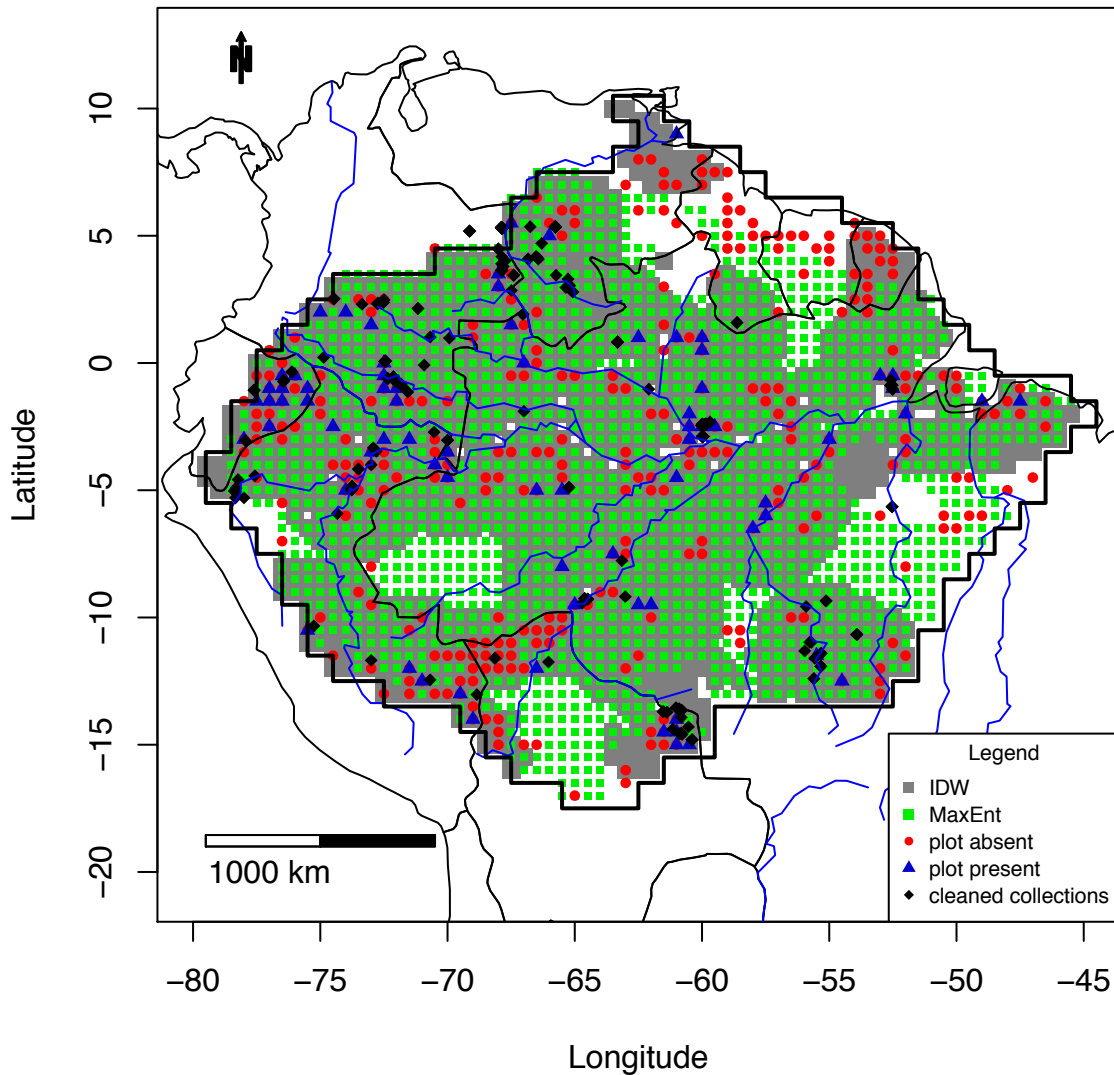 N
10
5
0
−5
−10
−15
−20
Latitude
1000 km
Legend
IDW
MaxEnt
plot absent
plot present
cleaned collections
−80 −75 −70 −65 −60 −55 −50 −45
Longitude